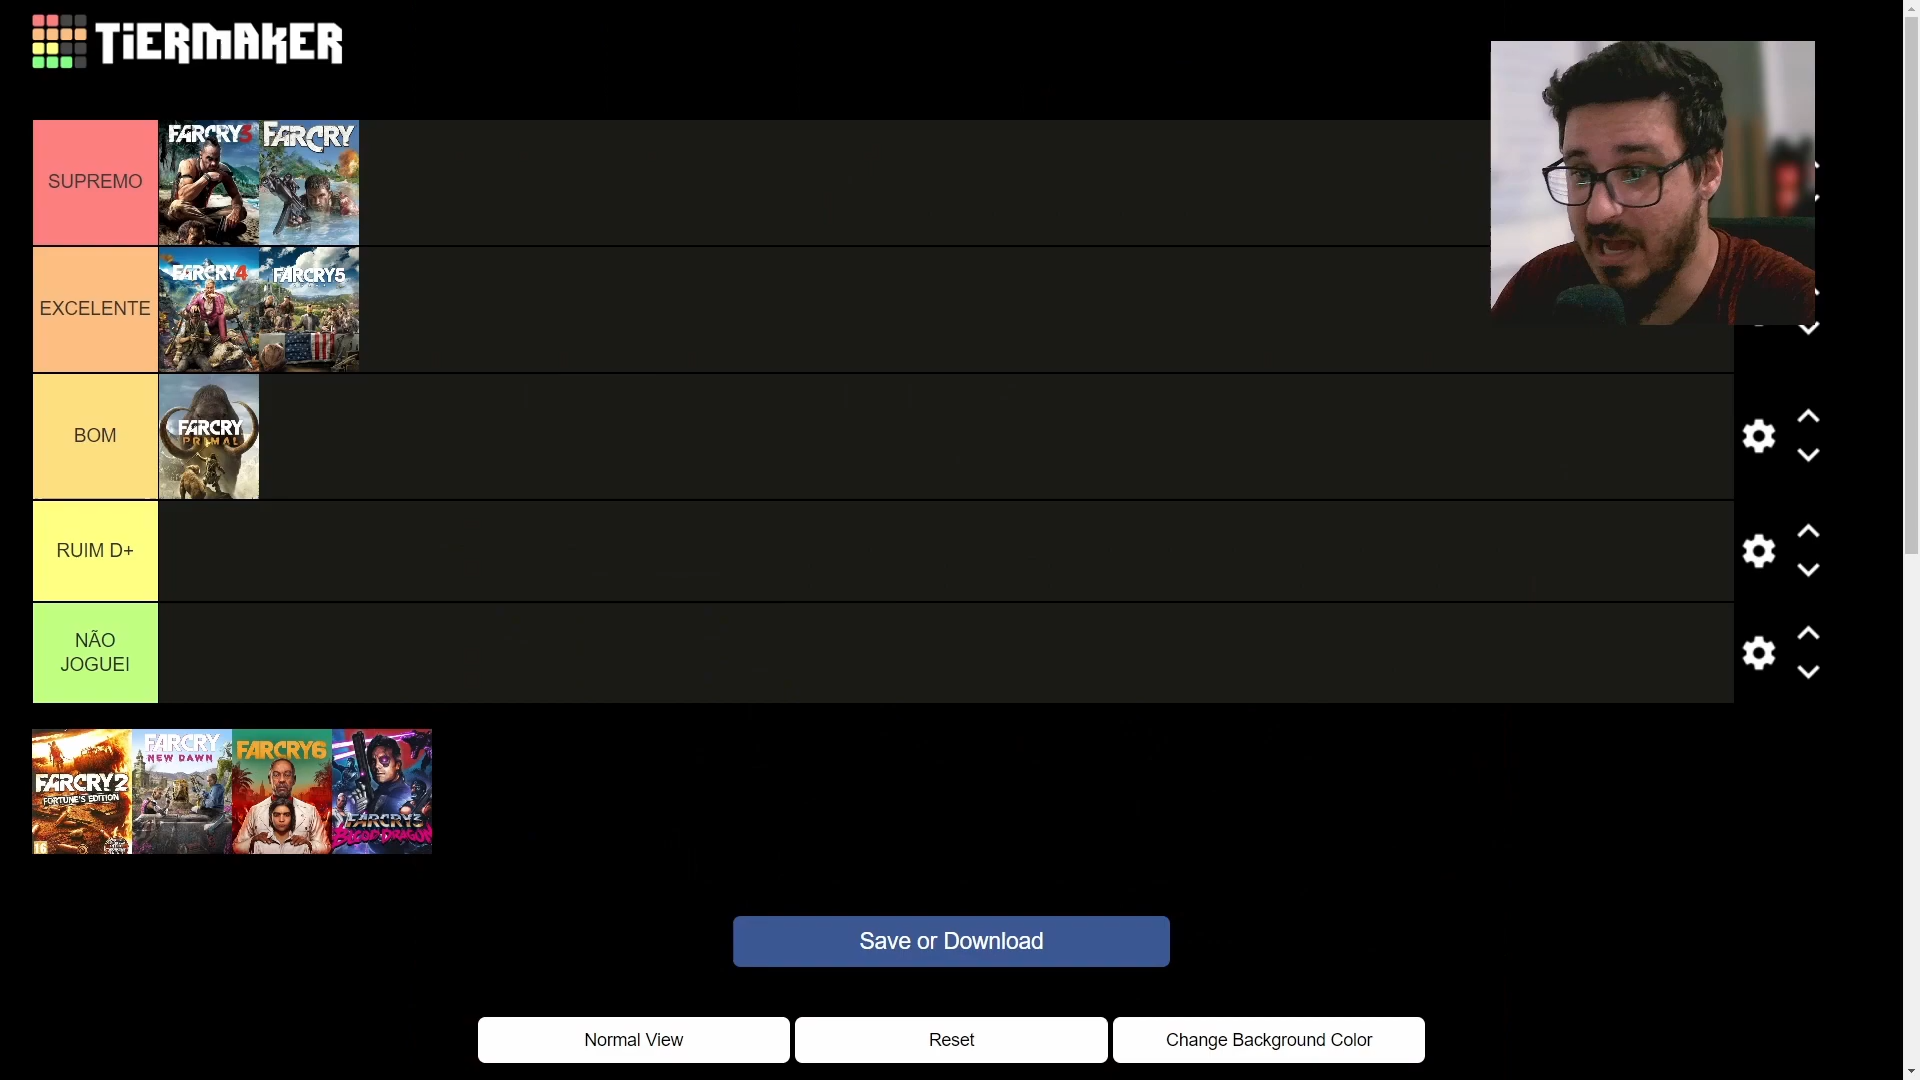 TiERMAKER
SUPREMO
FARCRY3
FARCRY
EXCELENTE
FARCRY4
FARCRY5
BOM
FARCRY
PRIMAL
RUIM D+
NÃO
JOGUEI
FARCRY2
FORTUNE'S EDITION
16
FARCRY
NEW DAWN
FARCRY6
FARCRY3
BLOOD DRAGON
Save or Download
Normal View
Reset
Change Background Color